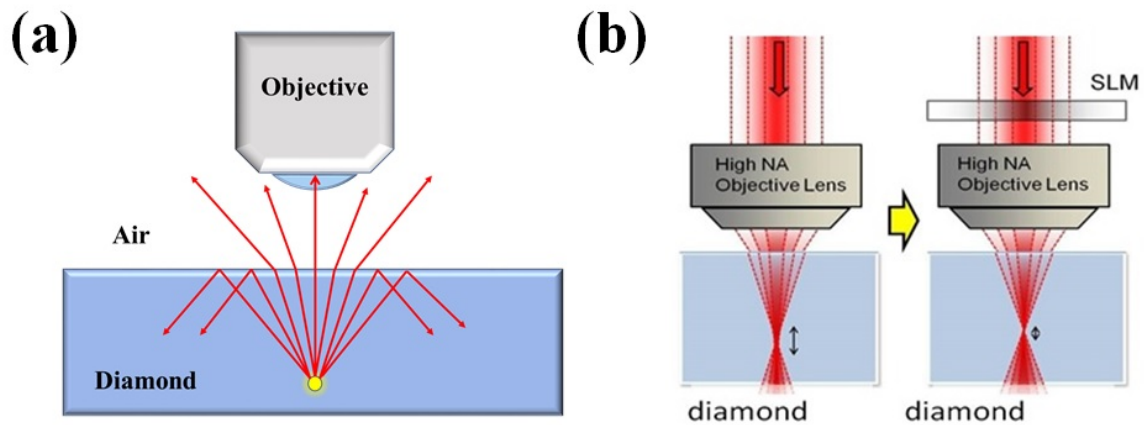 (a)
Objective
Air
Diamond
(b)
SLM
High NA
Objective Lens
High NA
Objective Lens
diamond
diamond